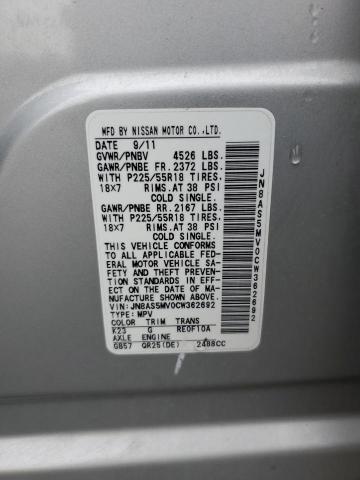 MFD BY NISSAN MOTOR CO.,LTD.
DATE 9/11
GVWR/PNBV 4526 LBS.
GAWR/PNBE FR. 2372 LBS.
WITH P225/55R18 TIRES,
18X7 RIMS.AT 38 PSI
COLD SINGLE.
GAWR/PNBE RR. 2167 LBS.
WITH P225/55R18 TIRES,
18X7 RIMS.AT 38 PSI
COLD SINGLE.
THIS VEHICLE CONFORMS
TO ALL APPLICABLE FED-
ERAL MOTOR VEHICLE SA-
FETY AND THEFT PREVEN-
TION STANDARDS IN EFF-
ECT ON THE DATE OF MA-
NUFACTURE SHOWN ABOVE.
VIN: JN8AS5MV0CW362692
TYPE: MPV
COLOR TRIM TRANS
K23 G RE0F10A
AXLE ENGINE
GB57 QR25(DE) 2488CC
JN8AS5MV0CW362692